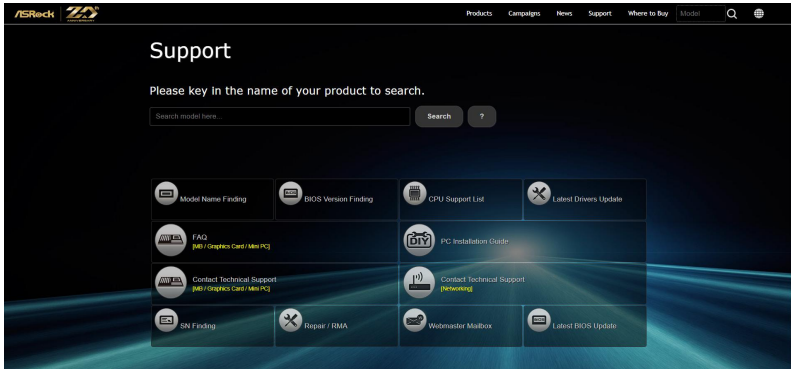 ASRock
20th
ANNIVERSARY
Products
Campaigns
News
Support
Where to Buy
Model
Support
Please key in the name of your product to search.
Search model here...
Search
?
Model Name Finding
BIOS Version Finding
CPU Support List
Latest Drivers Update
FAQ
[MB / Graphics Card / Mini PC]
DIY
PC Installation Guide
Contact Technical Support
[MB / Graphics Card / Mini PC]
Contact Technical Support
[Networking]
SN Finding
Repair / RMA
Webmaster Mailbox
Latest BIOS Update